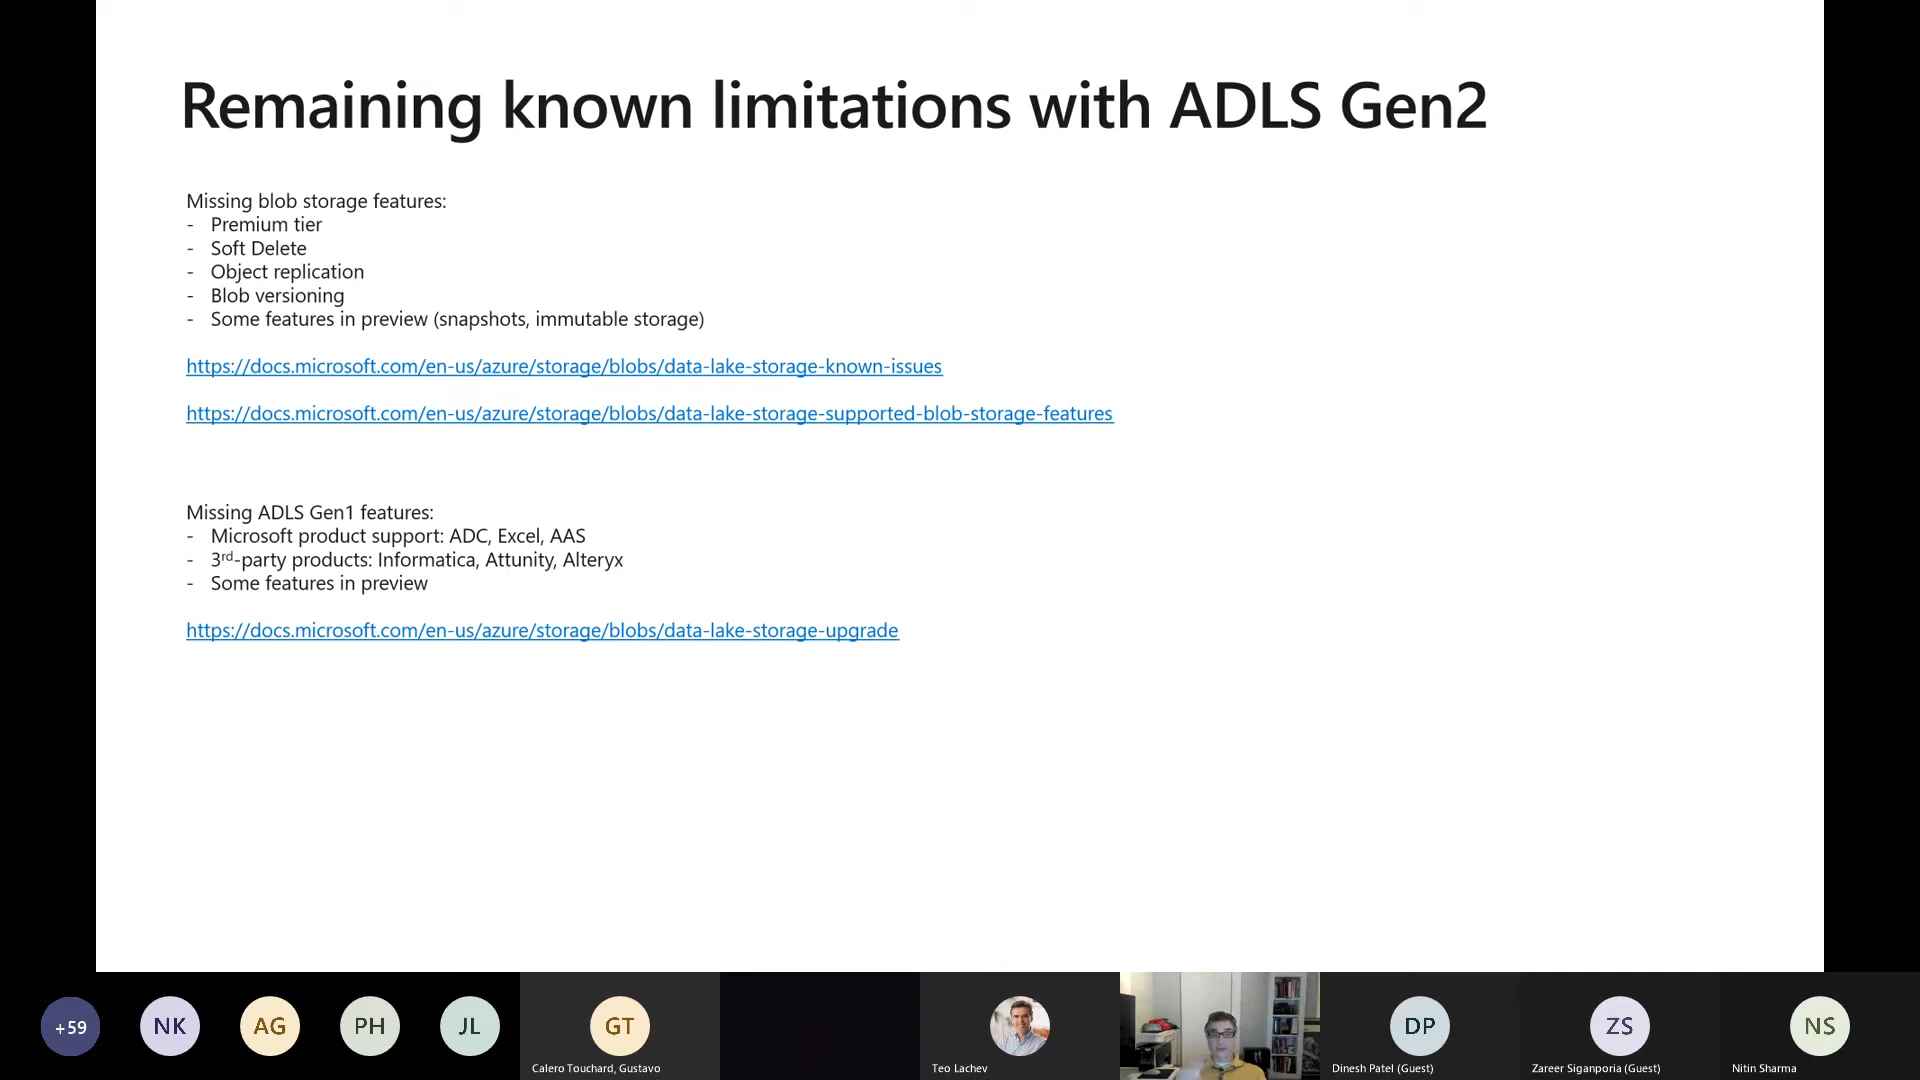 Remaining known limitations with ADLS Gen2
Missing blob storage features:
- Premium tier
- Soft Delete
- Object replication
- Blob versioning
- Some features in preview (snapshots, immutable storage)
https://docs.microsoft.com/en-us/azure/storage/blobs/data-lake-storage-known-issues
https://docs.microsoft.com/en-us/azure/storage/blobs/data-lake-storage-supported-blob-storage-features
Missing ADLS Gen1 features:
- Microsoft product support: ADC, Excel, AAS
- 3rd-party products: Informatica, Attunity, Alteryx
- Some features in preview
https://docs.microsoft.com/en-us/azure/storage/blobs/data-lake-storage-upgrade
+59 NK AG PH JL GT DP ZS NS
Calero Touchard, Gustavo Teo Lachev Dinesh Patel (Guest) Zareer Siganporia (Guest) Nitin Sharma